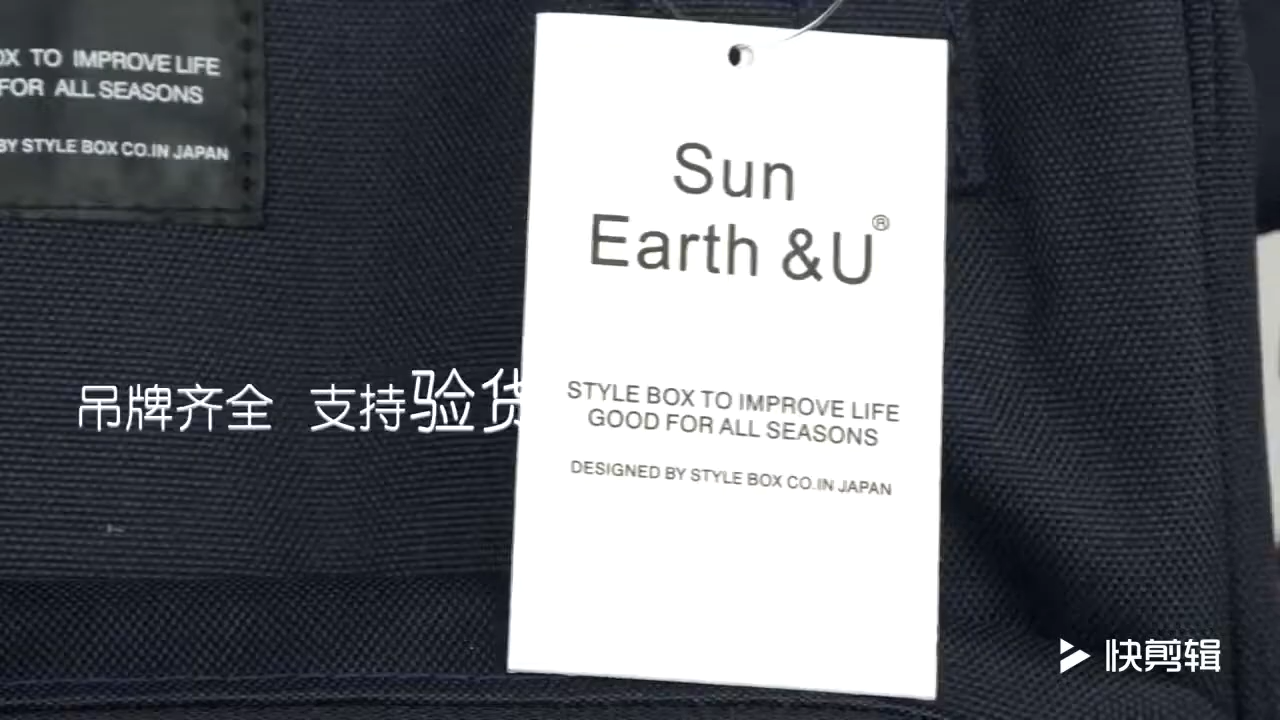 TO IMPROVE LIFE
FOR ALL SEASONS
BY STYLE BOX CO.IN JAPAN
Sun
Earth &U®
STYLE BOX TO IMPROVE LIFE
GOOD FOR ALL SEASONS
DESIGNED BY STYLE BOX CO.IN JAPAN
吊牌齐全 支持验货
快剪辑